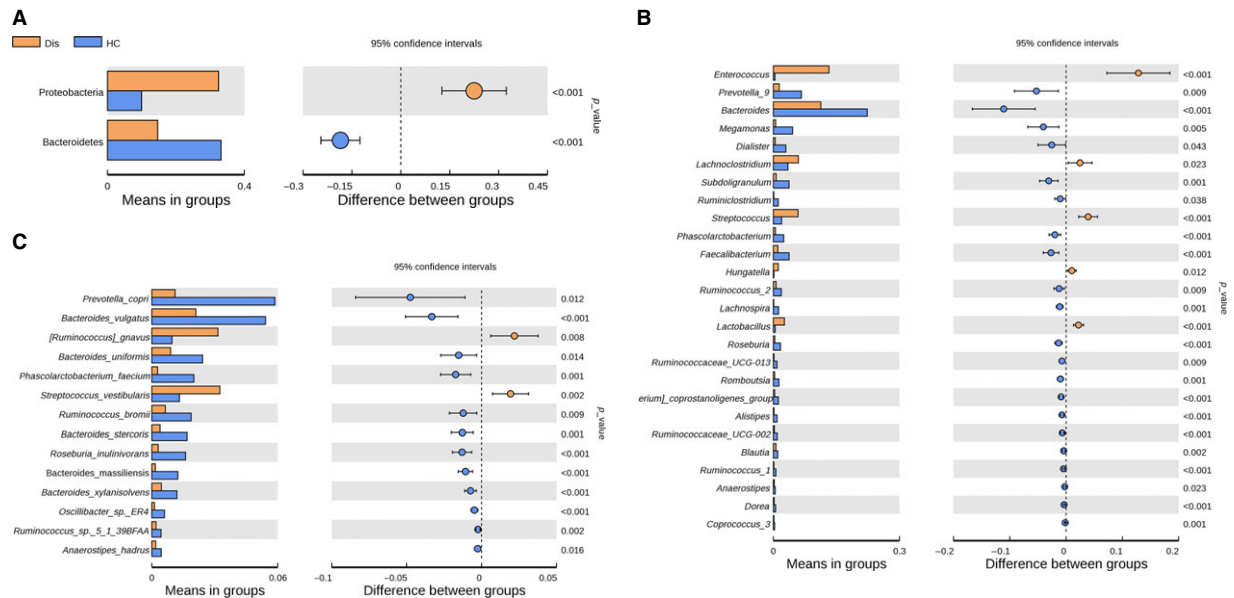 A
Dis
HC
95% confidence intervals
Proteobacteria
<0.001
Bacteroidetes
<0.001
p_value
0
0.4
−0.3
−0.15
0
0.15
0.3
0.45
Means in groups
Difference between groups
B
95% confidence intervals
Enterococcus
<0.001
Prevotella_9
0.009
Bacteroides
<0.001
Megamonas
0.005
Dialister
0.043
Lachnoclostridium
0.023
Subdoligranulum
0.001
Ruminiclostridium
0.038
Streptococcus
<0.001
Phascolarctobacterium
<0.001
Faecalibacterium
<0.001
Hungatella
0.012
Ruminococcus_2
0.009
Lachnospira
0.001
Lactobacillus
<0.001
Roseburia
<0.001
Ruminococcaceae_UCG-013
0.009
Romboutsia
0.001
erium]_coprostanoligenes_group
<0.001
Alistipes
<0.001
Ruminococcaceae_UCG-002
<0.001
Blautia
0.002
Ruminococcus_1
<0.001
Anaerostipes
0.023
Dorea
<0.001
Coprococcus_3
0.001
p_value
0
0.3
−0.2
−0.1
0
0.1
0.2
Means in groups
Difference between groups
C
95% confidence intervals
Prevotella_copri
0.012
Bacteroides_vulgatus
<0.001
[Ruminococcus]_gnavus
0.008
Bacteroides_uniformis
0.014
Phascolarctobacterium_faecium
0.001
Streptococcus_vestibularis
0.002
Ruminococcus_bromii
0.009
Bacteroides_stercoris
0.001
Roseburia_inulinivorans
<0.001
Bacteroides_massiliensis
<0.001
Bacteroides_xylanisolvens
<0.001
Oscillibacter_sp._ER4
<0.001
Ruminococcus_sp._5_1_39BFAA
0.002
Anaerostipes_hadrus
0.016
p_value
0
0.06
−0.1
−0.05
0
0.05
Means in groups
Difference between groups